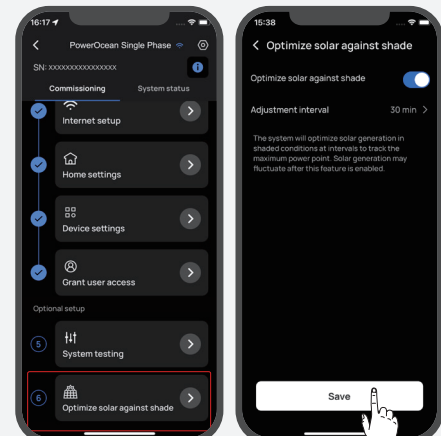 16:17
PowerOcean Single Phase
SN: xxxxxxxxxxxxxxxx
Commissioning
System status
Internet setup
Home settings
Device settings
Grant user access
Optional setup
5
System testing
6
Optimize solar against shade
15:38
Optimize solar against shade
Optimize solar against shade
Adjustment interval 30 min
The system will optimize solar generation in
shaded conditions at intervals to track the
maximum power point. Solar generation may
fluctuate after this feature is enabled.
Save